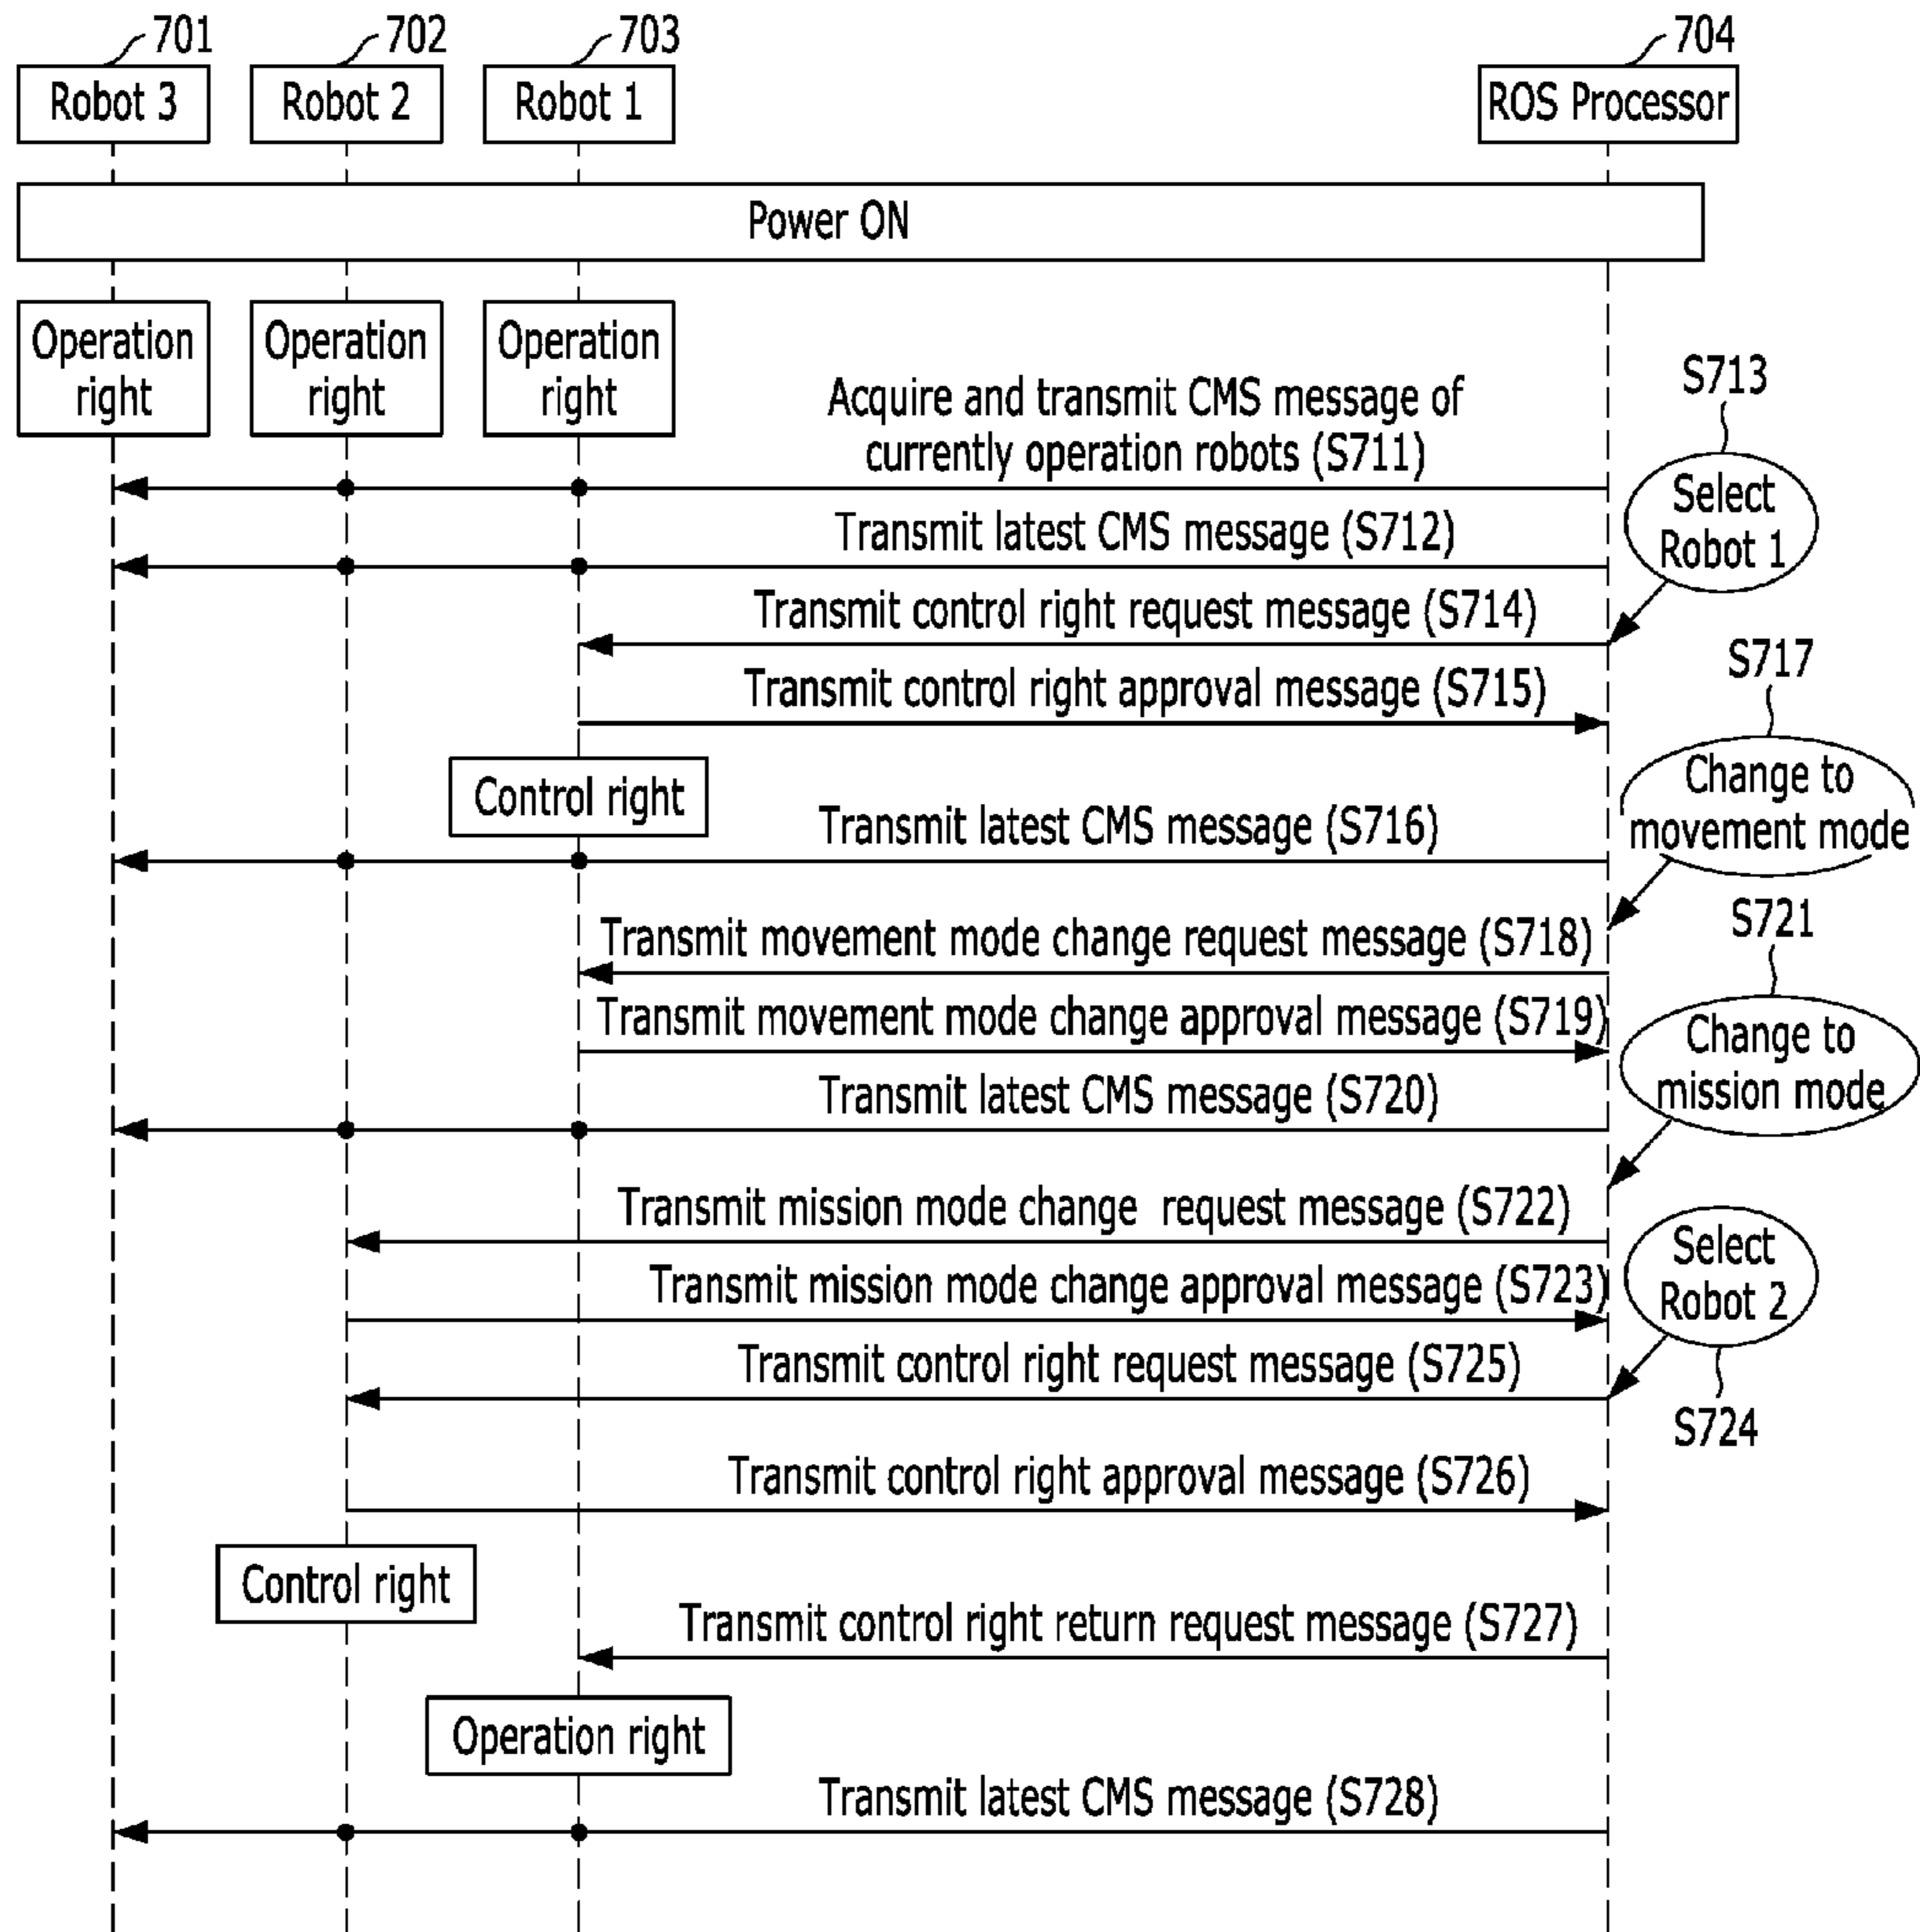 701
702
703
704
Robot 3
Robot 2
Robot 1
ROS Processor
Power ON
Operation
right
Operation
right
Operation
right
Acquire and transmit CMS message of
currently operation robots (S711)
S713
Select
Robot 1
Transmit latest CMS message (S712)
Transmit control right request message (S714)
Transmit control right approval message (S715)
S717
Change to
movement mode
Control right
Transmit latest CMS message (S716)
Transmit movement mode change request message (S718)
S721
Transmit movement mode change approval message (S719)
Change to
mission mode
Transmit latest CMS message (S720)
Transmit mission mode change request message (S722)
Select
Robot 2
Transmit mission mode change approval message (S723)
Transmit control right request message (S725)
S724
Transmit control right approval message (S726)
Control right
Transmit control right return request message (S727)
Operation right
Transmit latest CMS message (S728)